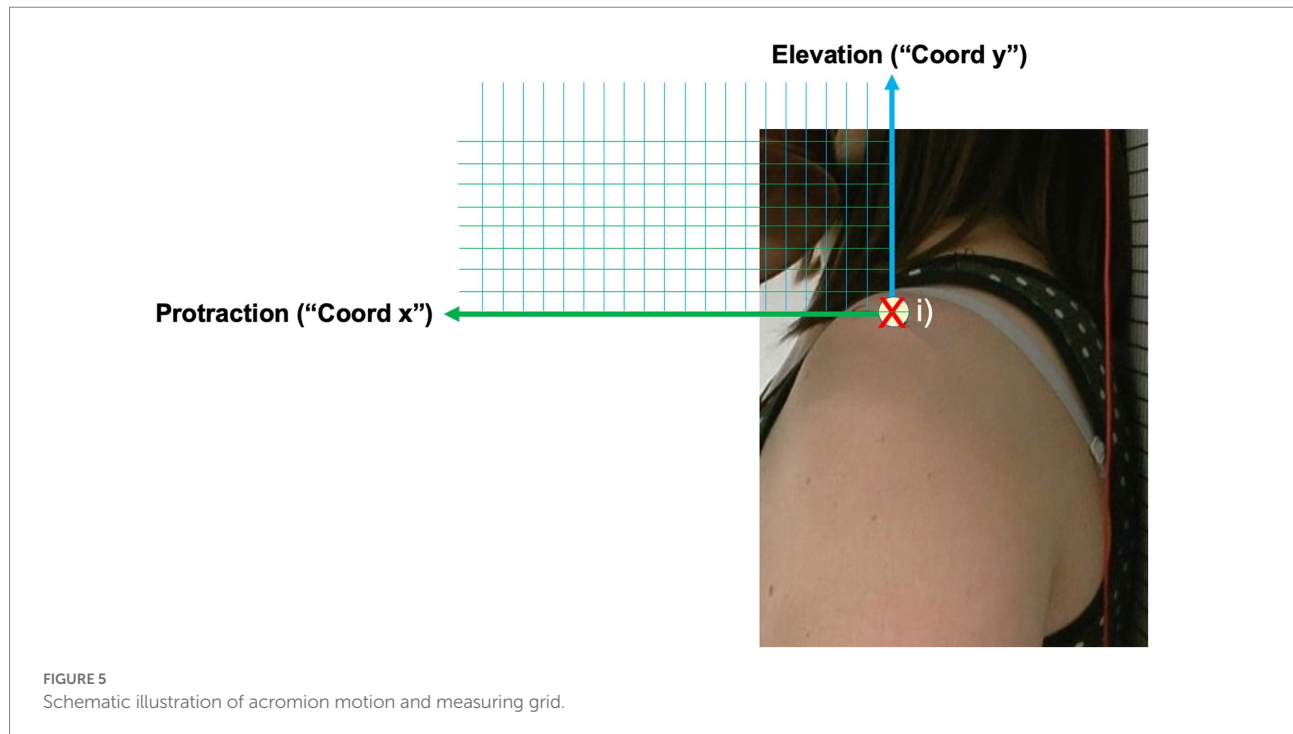 Elevation (“Coord y”)
Protraction (“Coord x”)
X i)
FIGURE 5
Schematic illustration of acromion motion and measuring grid.